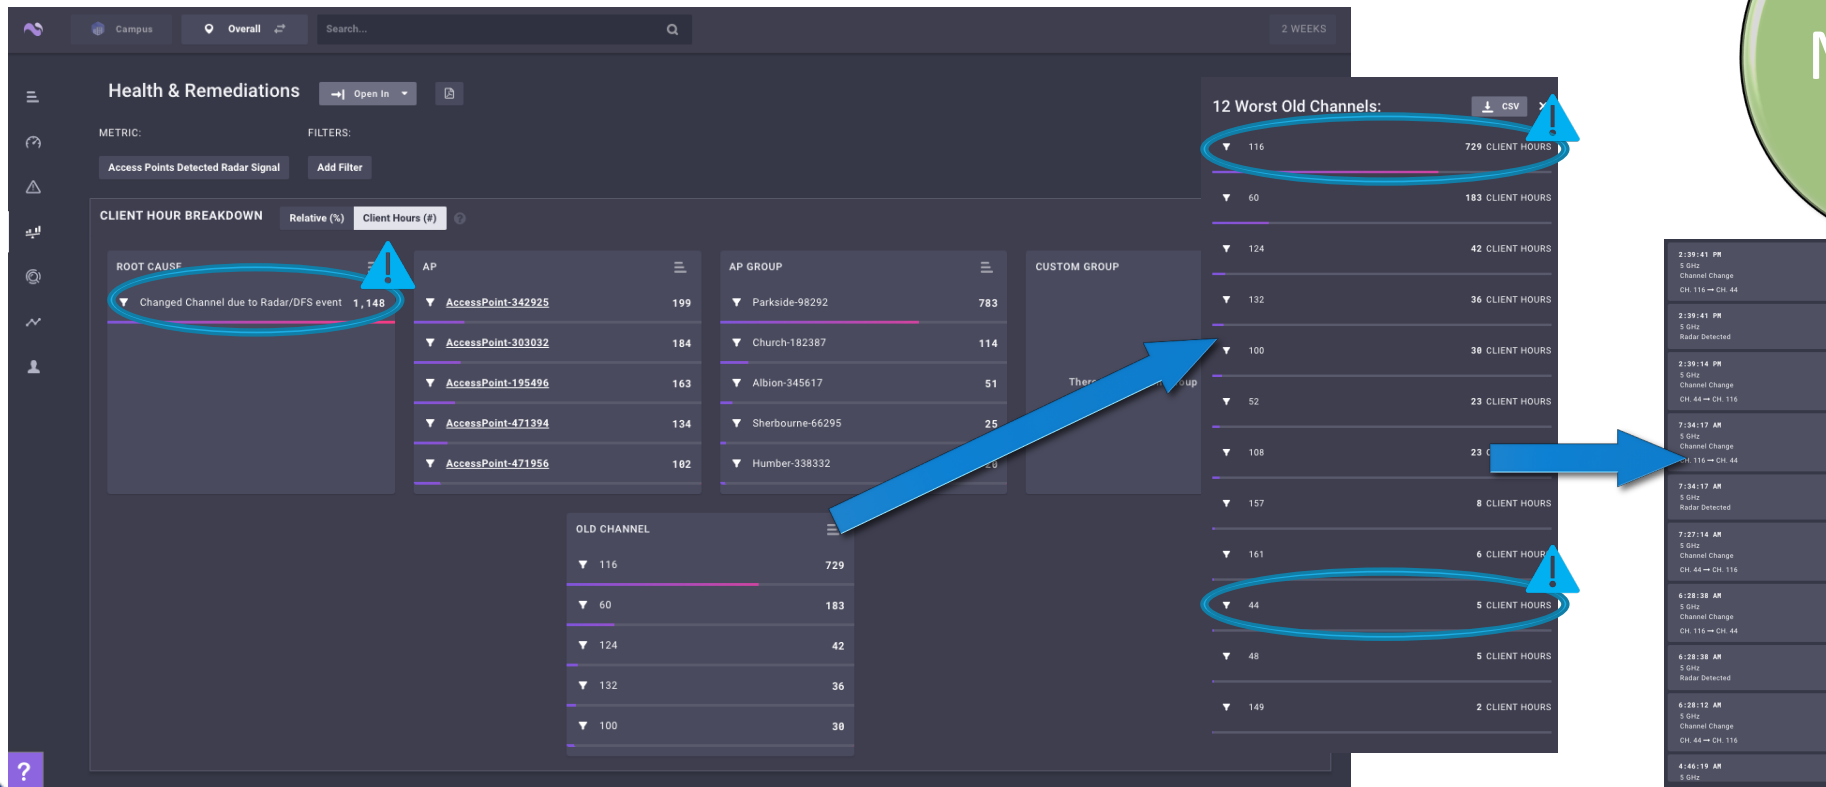 Campus
Overall
Search...
2 WEEKS
Health & Remediations
Open In
METRIC:
FILTERS:
Access Points Detected Radar Signal
Add Filter
CLIENT HOUR BREAKDOWN
Relative (%)
Client Hours (#)
?
ROOT CAUSE
Changed Channel due to Radar/DFS event 1,148
AP
AccessPoint-342925 199
AccessPoint-303032 184
AccessPoint-195496 163
AccessPoint-471394 134
AccessPoint-471956 102
AP GROUP
Parkside-98292 783
Church-182387 114
Albion-345617 51
Sherbourne-66295 25
Humber-338332 20
CUSTOM GROUP
There
OLD CHANNEL
116 729
60 183
124 42
132 36
100 30
?
12 Worst Old Channels:
CSV
116 729 CLIENT HOURS
60 183 CLIENT HOURS
124 42 CLIENT HOURS
132 36 CLIENT HOURS
100 30 CLIENT HOURS
52 23 CLIENT HOURS
108 23
157 8 CLIENT HOURS
161 6 CLIENT HOURS
44 5 CLIENT HOURS
48 5 CLIENT HOURS
149 2 CLIENT HOURS
2:39:41 PM
5 GHz
Channel Change
CH. 116 → CH. 44
2:39:41 PM
5 GHz
Radar Detected
2:39:14 PM
5 GHz
Channel Change
CH. 44 → CH. 116
7:34:17 AM
5 GHz
Channel Change
CH. 116 → CH. 44
7:34:17 AM
5 GHz
Radar Detected
7:27:14 AM
5 GHz
Channel Change
CH. 44 → CH. 116
6:28:38 AM
5 GHz
Channel Change
CH. 116 → CH. 44
6:28:38 AM
5 GHz
Radar Detected
6:28:12 AM
5 GHz
Channel Change
CH. 44 → CH. 116
4:46:19 AM
5 GHz